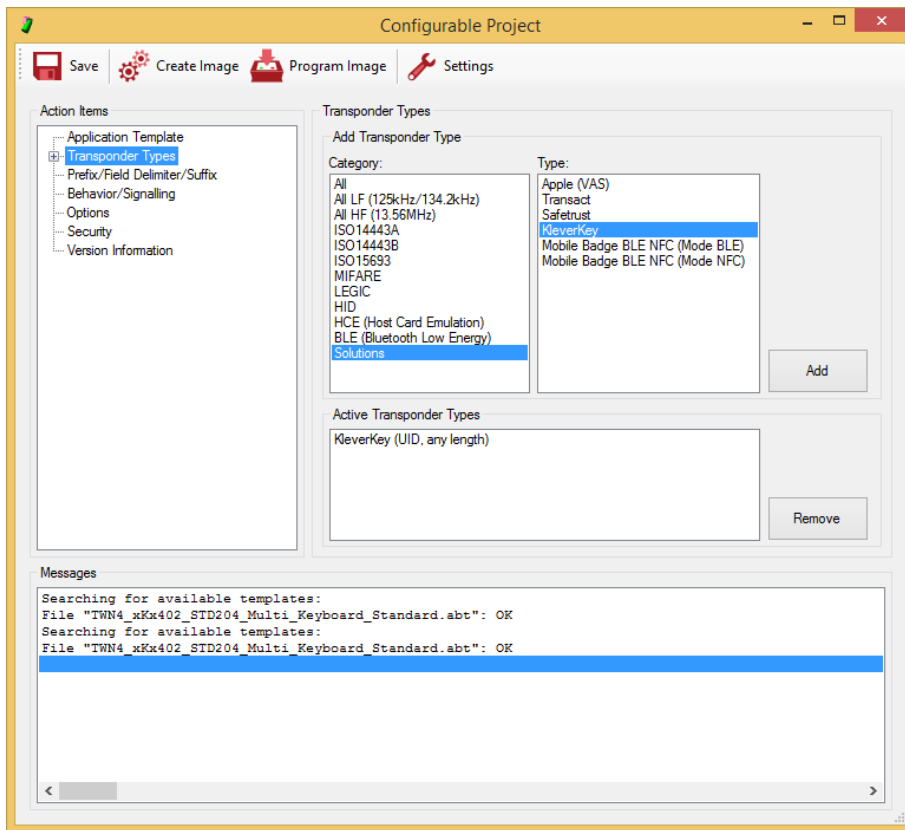 Configurable Project
Save Create Image Program Image Settings
Action Items
Application Template
Transponder Types
Prefix/Field Delimiter/Suffix
Behavior/Signalling
Options
Security
Version Information
Transponder Types
Add Transponder Type
Category:
All
All LF (125kHz/134.2kHz)
All HF (13.56MHz)
ISO14443A
ISO14443B
ISO15693
MIFARE
LEGIC
HID
HCE (Host Card Emulation)
BLE (Bluetooth Low Energy)
Solutions
Type:
Apple (VAS)
Transact
Safetrust
KleverKey
Mobile Badge BLE NFC (Mode BLE)
Mobile Badge BLE NFC (Mode NFC)
Add
Active Transponder Types
KleverKey (UID, any length)
Remove
Messages
Searching for available templates:
File "TWN4_xKx402_STD204_Multi_Keyboard_Standard.abt": OK
Searching for available templates:
File "TWN4_xKx402_STD204_Multi_Keyboard_Standard.abt": OK